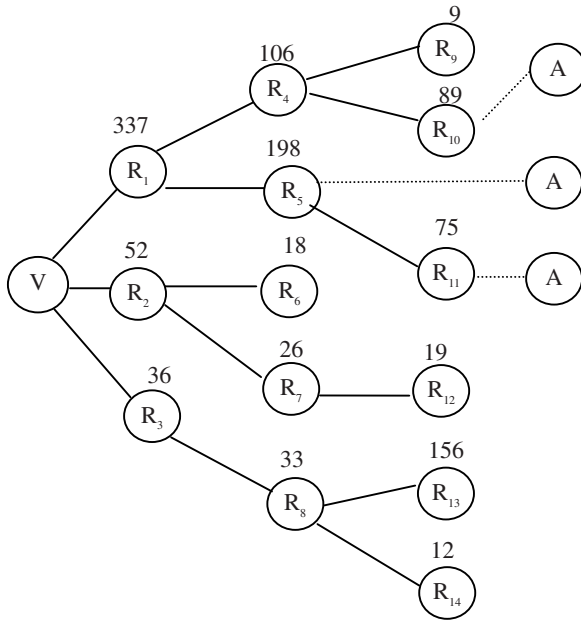 9
106
R₉
A
R₄
89
337
R₁₀
198
R₁
R₅
A
75
52
18
R₁₁
A
V
R₂
R₆
26
19
36
R₇
R₁₂
R₃
33
156
R₈
R₁₃
12
R₁₄